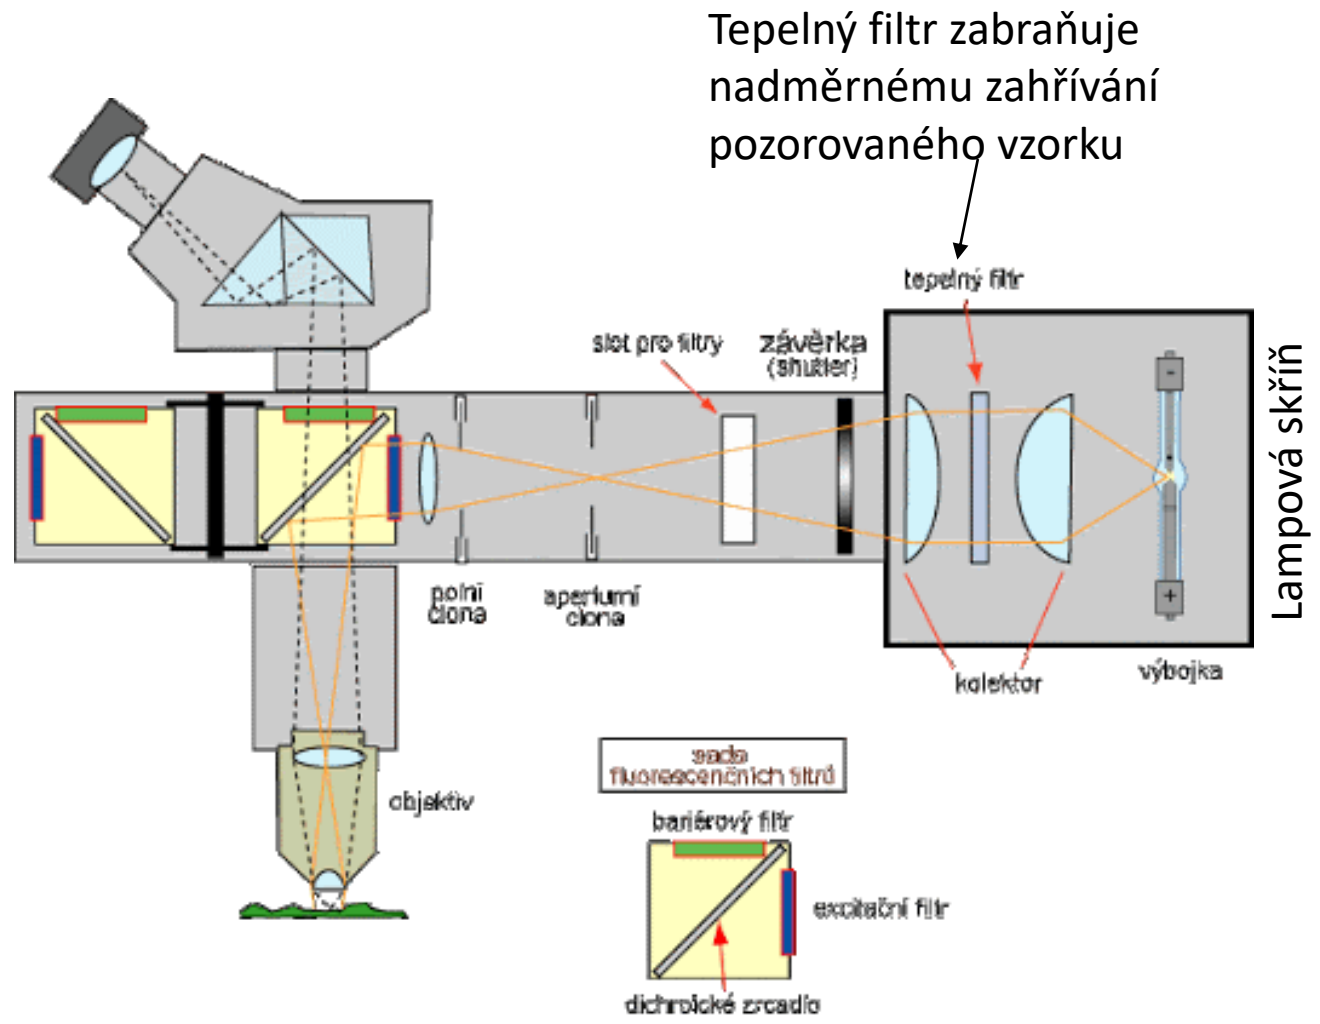 Tepelný filtr zabraňuje
nadměrnému zahřívání
pozorovaného vzorku
tepelný filtr
slot pro filtry
závěrka
(shutter)
Lampová skříň
-
+
polní
clona
aperturní
clona
kolektor
výbojka
sada
fluorescenčních filtrů
objektiv
bariérový filtr
excitační filtr
dichroické zrcadlo